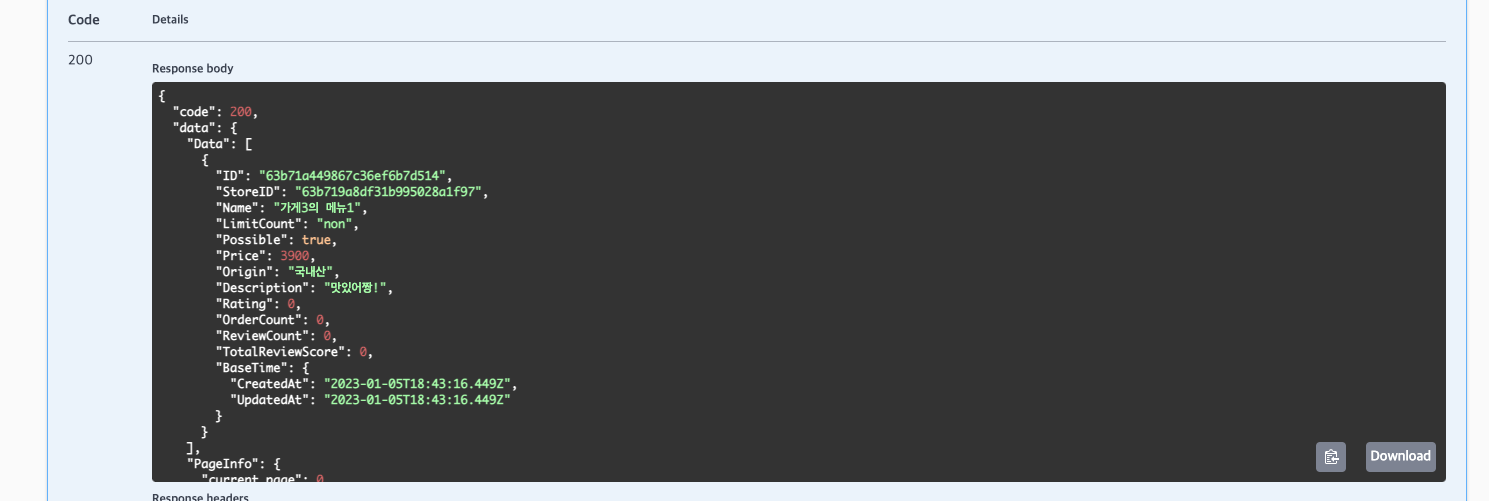 Code Details
200
Response body
{
"code": 200,
"data": {
"Data": [
{
"ID": "63b71a449867c36ef6b7d514",
"StoreID": "63b719a8df31b995028a1f97",
"Name": "가게3의 메뉴1",
"LimitCount": "non",
"Possible": true,
"Price": 3900,
"Origin": "국내산",
"Description": "맛있어짱!",
"Rating": 0,
"OrderCount": 0,
"ReviewCount": 0,
"TotalReviewScore": 0,
"BaseTime": {
"CreatedAt": "2023-01-05T18:43:16.449Z",
"UpdatedAt": "2023-01-05T18:43:16.449Z"
}
}
],
"PageInfo": {
"current_page": 0
Download
Response headers